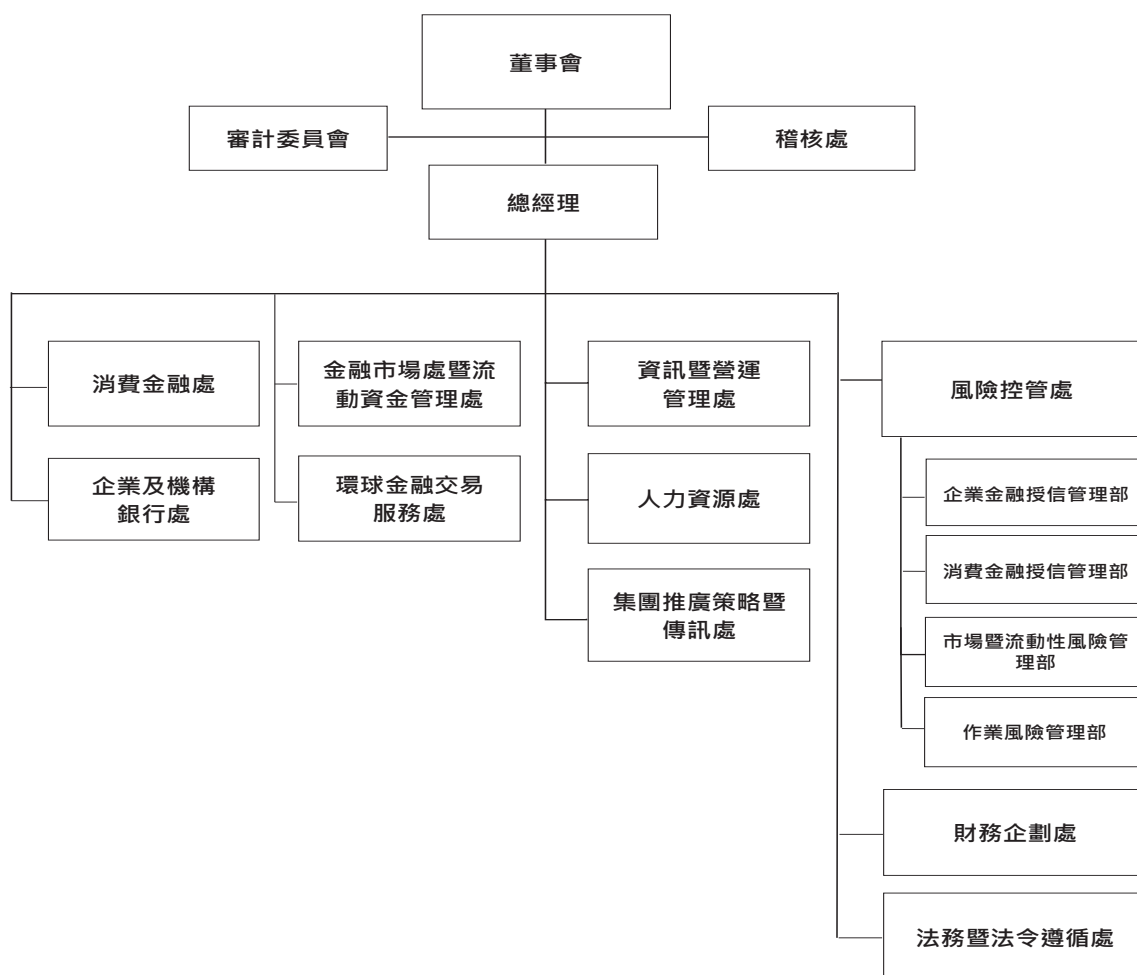 董事會
審計委員會
稽核處
總經理
消費金融處
金融市場處暨流
動資金管理處
資訊暨營運
管理處
風險控管處
企業及機構
銀行處
環球金融交易
服務處
人力資源處
集團推廣策略暨
傳訊處
企業金融授信管理部
消費金融授信管理部
市場暨流動性風險管
理部
作業風險管理部
財務企劃處
法務暨法令遵循處